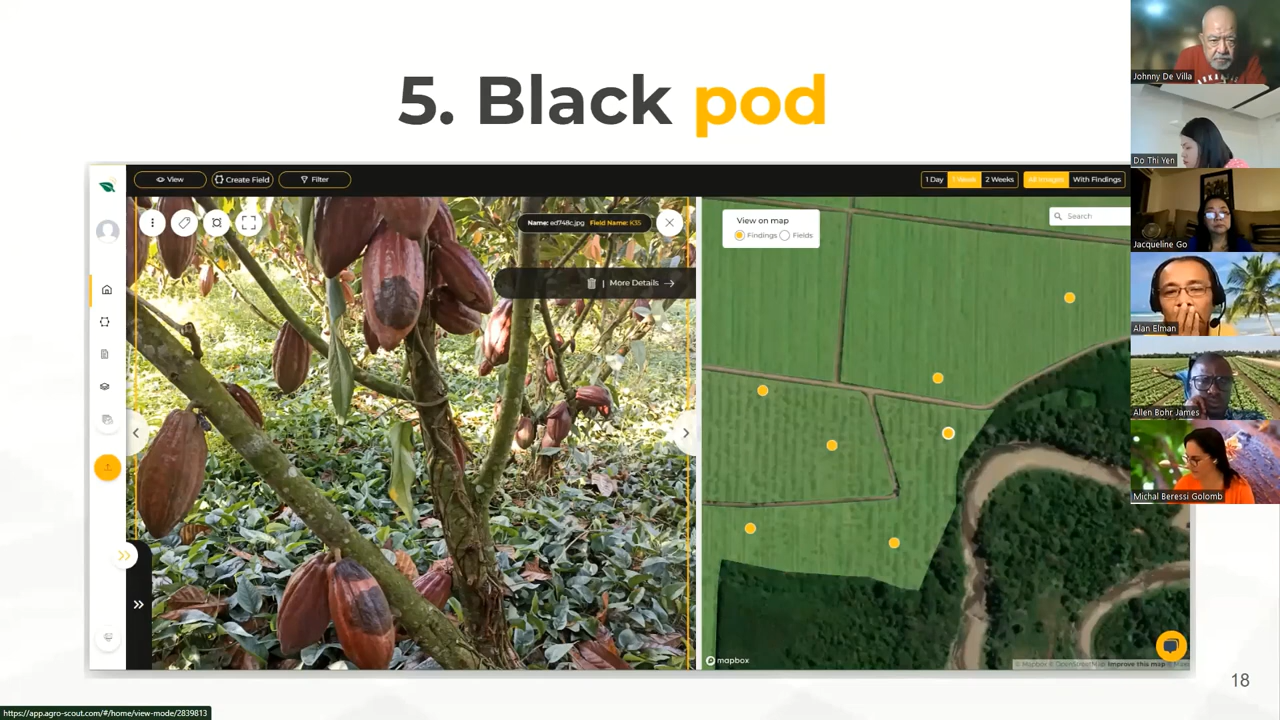 5. Black pod
View
Create Field
Filter
1 Day
1 Week
2 Weeks
All Images
With Findings
Name: ed748c.jpg Field Name: K35
More Details
View on map
Findings
Fields
Search
mapbox
© Mapbox © OpenStreetMap Improve this map
18
Johnny De Villa
Do Thi Yen
Jacqueline Go
Alan Elman
Allen Bohr James
Michal Beressi Golomb
https://app.agro-scout.com/#/home/view-mode/2839813